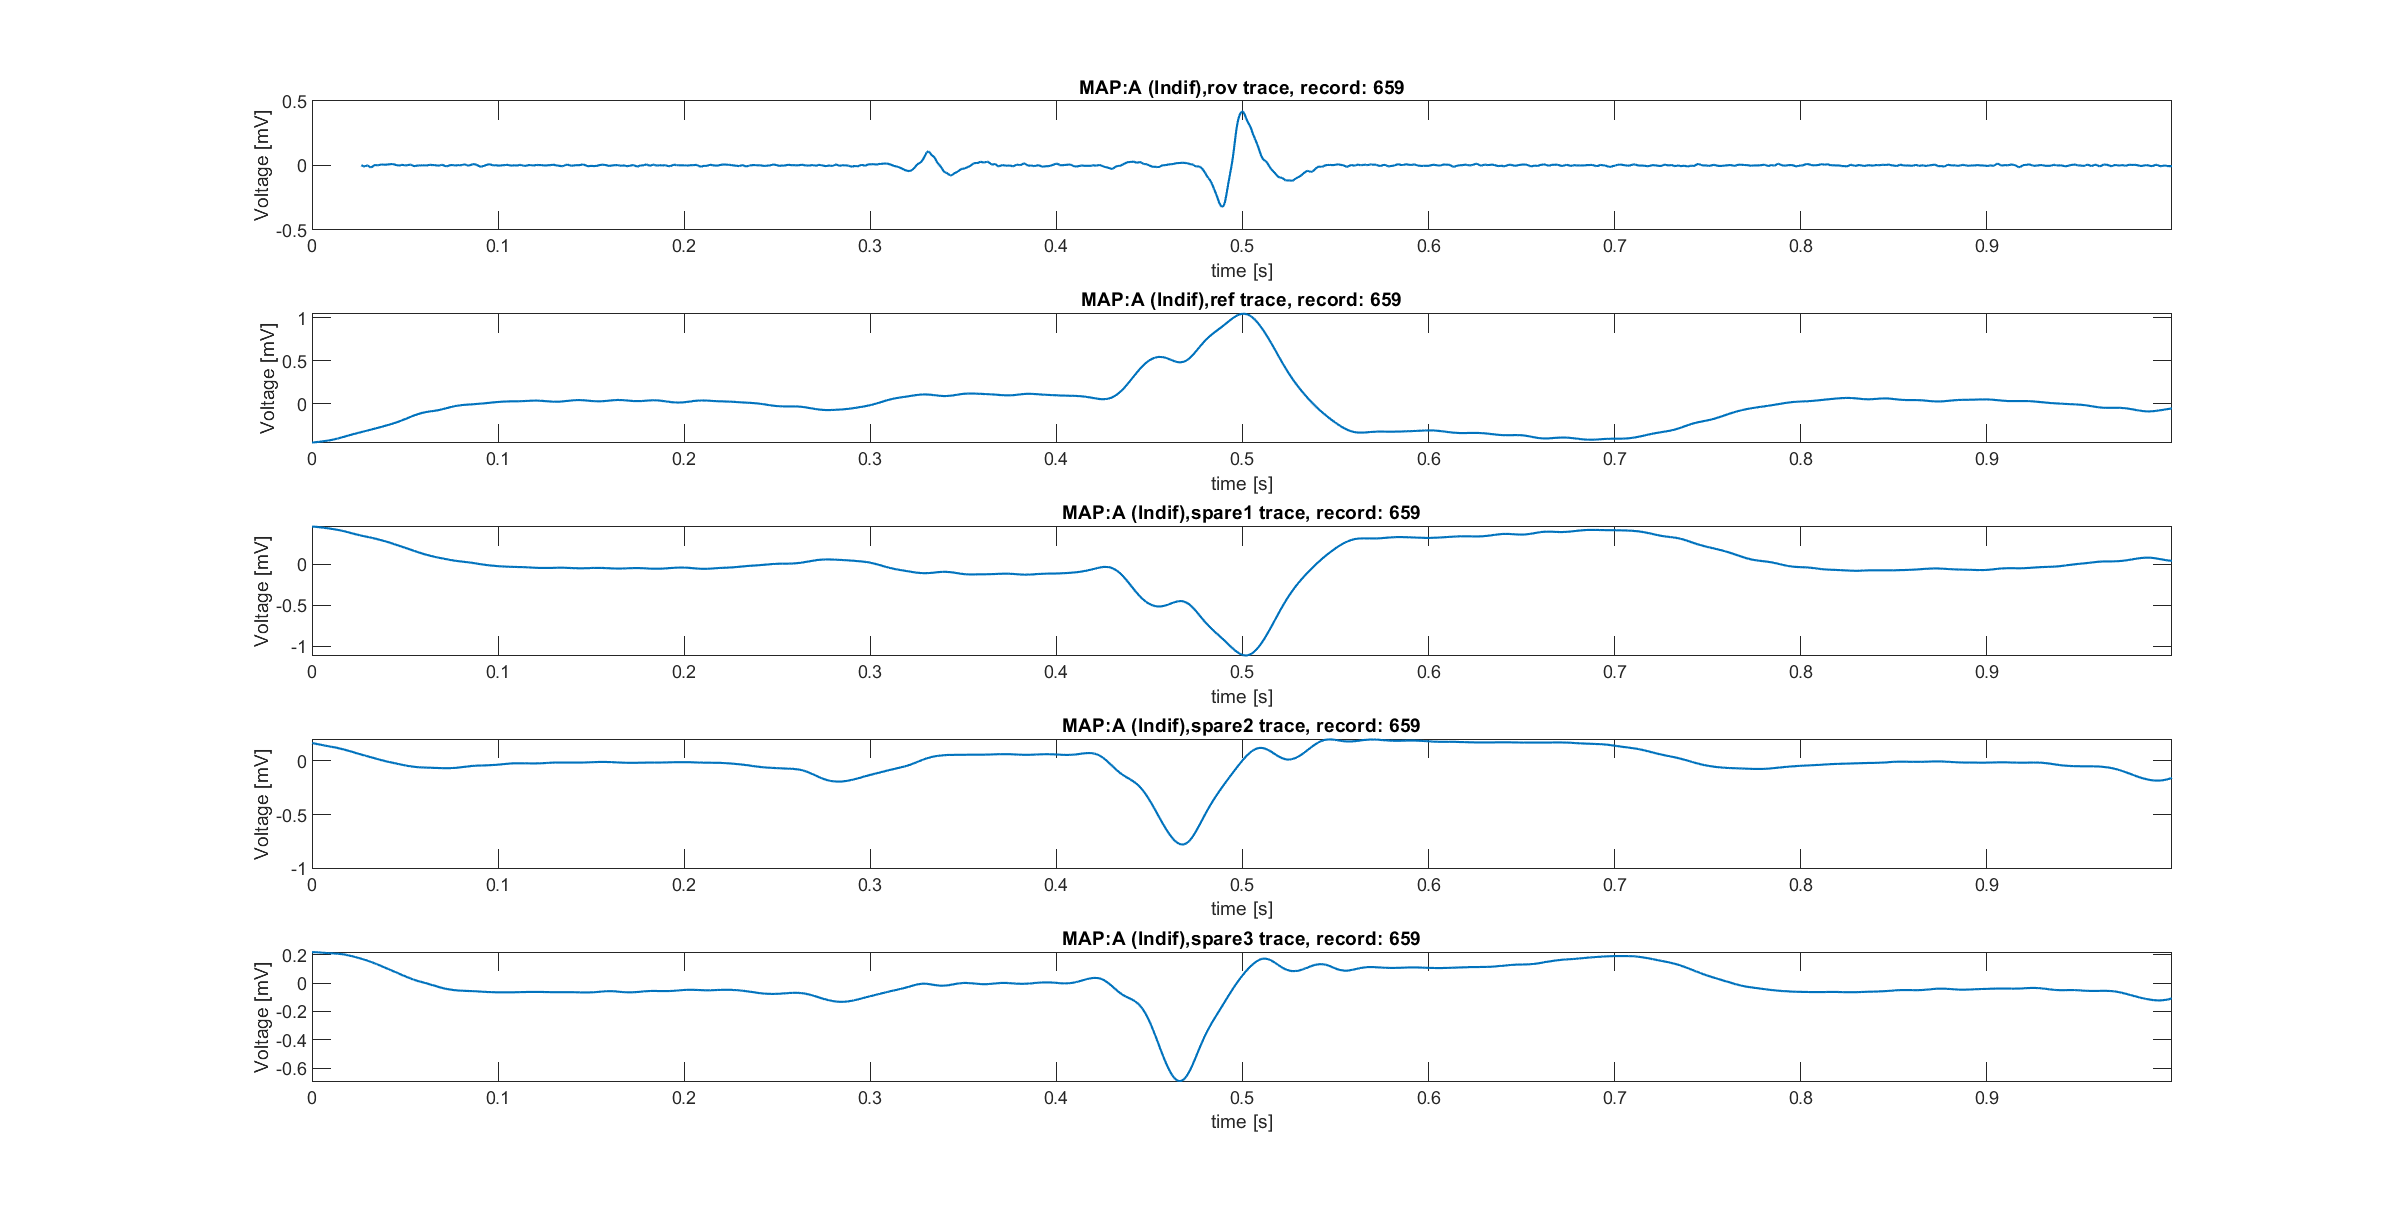 MAP:A (Indif),rov trace, record: 659
Voltage [mV]
0.5
0
-0.5
0 0.1 0.2 0.3 0.4 0.5 0.6 0.7 0.8 0.9
time [s]
MAP:A (Indif),ref trace, record: 659
Voltage [mV]
1
0.5
0
0 0.1 0.2 0.3 0.4 0.5 0.6 0.7 0.8 0.9
time [s]
MAP:A (Indif),spare1 trace, record: 659
Voltage [mV]
0
-0.5
-1
0 0.1 0.2 0.3 0.4 0.5 0.6 0.7 0.8 0.9
time [s]
MAP:A (Indif),spare2 trace, record: 659
Voltage [mV]
0
-0.5
-1
0 0.1 0.2 0.3 0.4 0.5 0.6 0.7 0.8 0.9
time [s]
MAP:A (Indif),spare3 trace, record: 659
Voltage [mV]
0.2
0
-0.2
-0.4
-0.6
0 0.1 0.2 0.3 0.4 0.5 0.6 0.7 0.8 0.9
time [s]